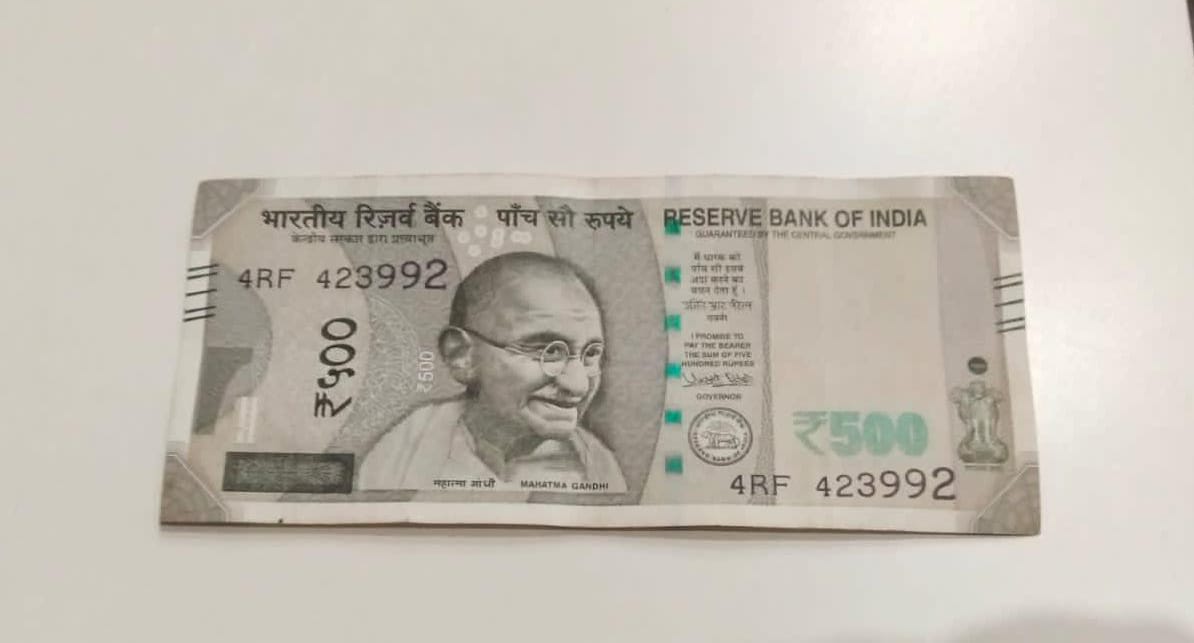 भारतीय रिज़र्व बैंक पाँच सौ रुपये RESERVE BANK OF INDIA
केन्द्रीय सरकार द्वारा प्रत्याभूत GUARANTEED BY THE CENTRAL GOVERNMENT
4RF 423992
₹५००
₹500
मैं धारक को
पाँच सौ रुपये
अदा करने का
वचन देता हूँ ।
गवर्नर
I PROMISE TO
PAY THE BEARER
THE SUM OF FIVE
HUNDRED RUPEES
GOVERNOR
₹500
महात्मा गांधी MAHATMA GANDHI
4RF 423992